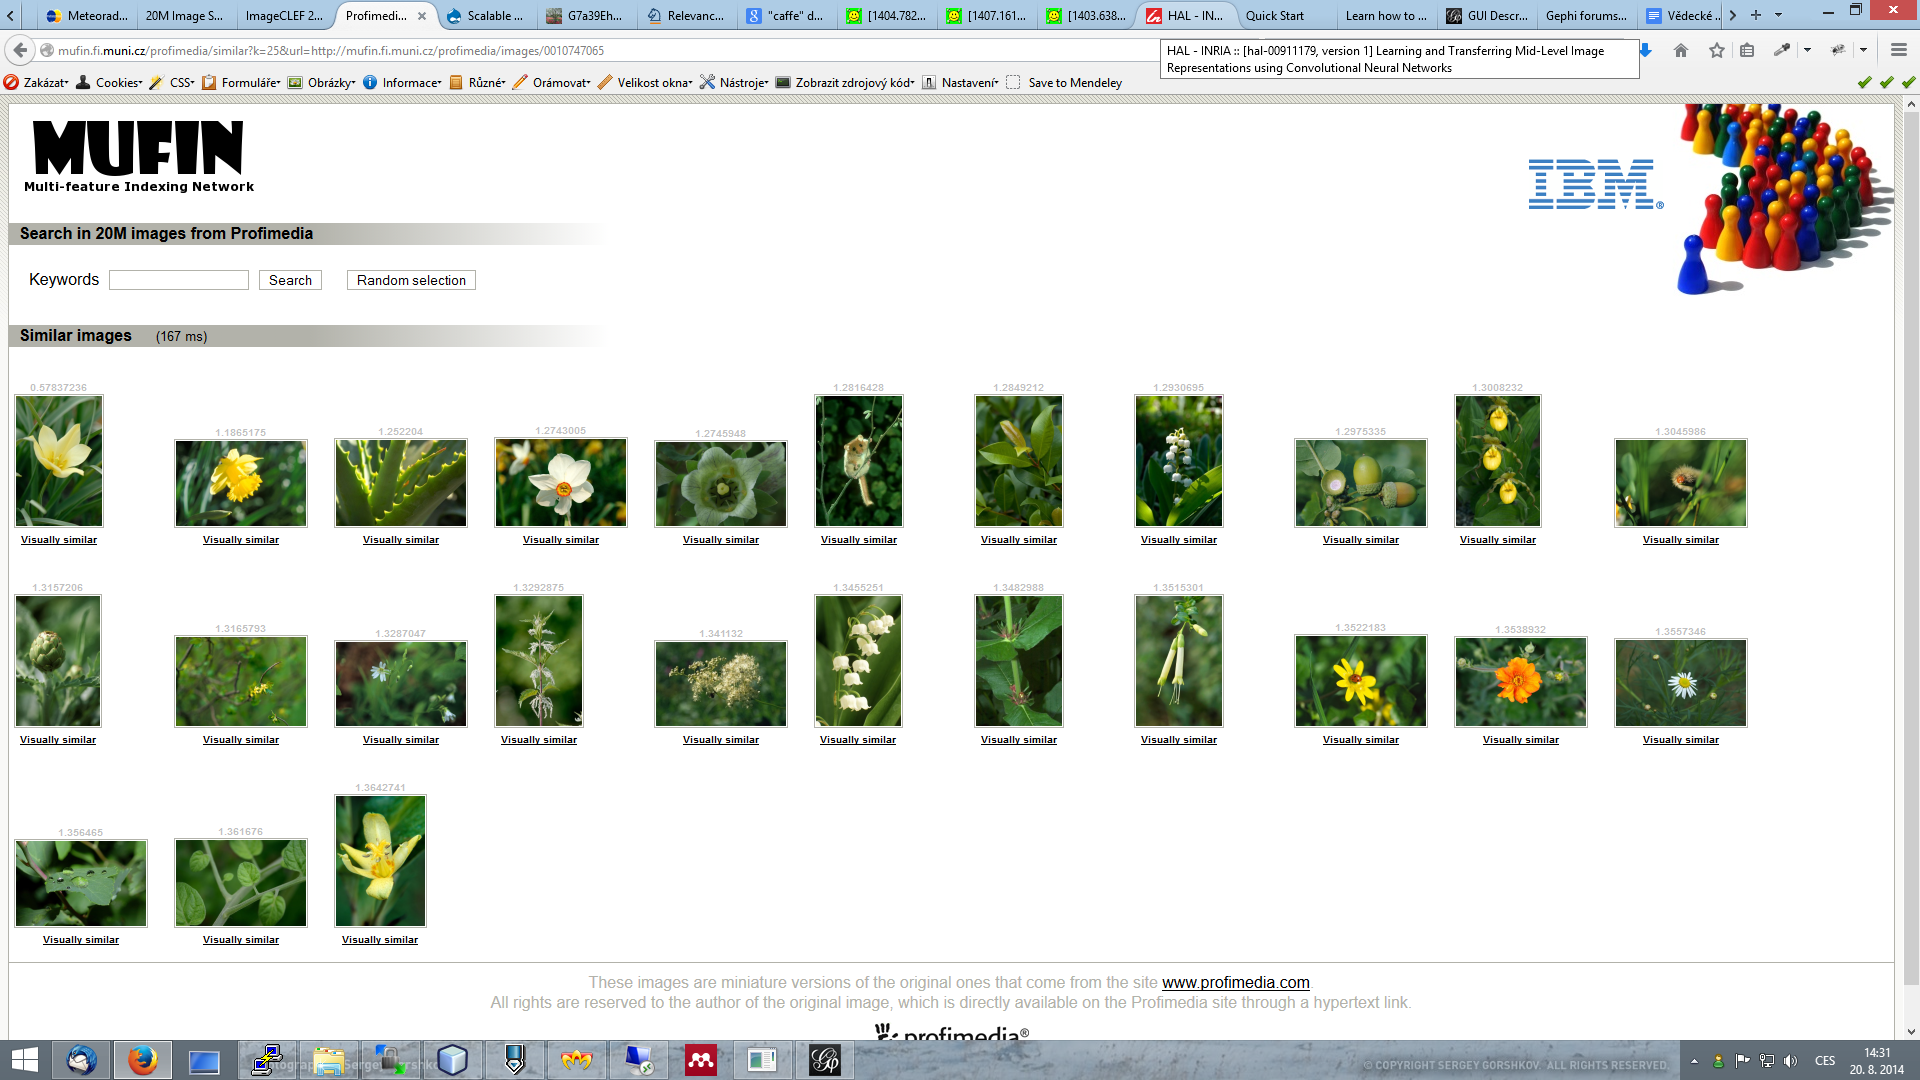 Meteorad... 20M Image S... ImageCLEF 2... Profimedi... Scalable ... G7a39Eh... Relevanc... "caffe" d... [1404.782... [1407.161... [1403.638... HAL - IN... Quick Start Learn how to ... GUI Descr... Gephi forums... Vědecké ...
mufin.fi.muni.cz/profimedia/similar?k=25&url=http://mufin.fi.muni.cz/profimedia/images/0010747065
HAL - INRIA :: [hal-00911179, version 1] Learning and Transferring Mid-Level Image
Representations using Convolutional Neural Networks
Zakázat Cookies CSS Formuláře Obrázky Informace Různé Orámovat Velikost okna Nástroje Zobrazit zdrojový kód Nastavení Save to Mendeley
MUFIN
Multi-feature Indexing Network
IBM®
Search in 20M images from Profimedia
Keywords Search Random selection
Similar images (167 ms)
0.57837236 1.1865175 1.252204 1.2743005 1.2745948 1.2816428 1.2849212 1.2930695 1.2975335 1.3008232 1.3045986
Visually similar Visually similar Visually similar Visually similar Visually similar Visually similar Visually similar Visually similar Visually similar Visually similar Visually similar
1.3157206 1.3165793 1.3287047 1.3292875 1.341132 1.3455251 1.3482988 1.3515301 1.3522183 1.3538932 1.3557346
Visually similar Visually similar Visually similar Visually similar Visually similar Visually similar Visually similar Visually similar Visually similar Visually similar Visually similar
1.356465 1.361676 1.3642741
Visually similar Visually similar Visually similar
These images are miniature versions of the original ones that come from the site www.profimedia.com.
All rights are reserved to the author of the original image, which is directly available on the Profimedia site through a hypertext link.
profimedia®
© COPYRIGHT SERGEY GORSHKOV. ALL RIGHTS RESERVED.
CES
14:31
20. 8. 2014